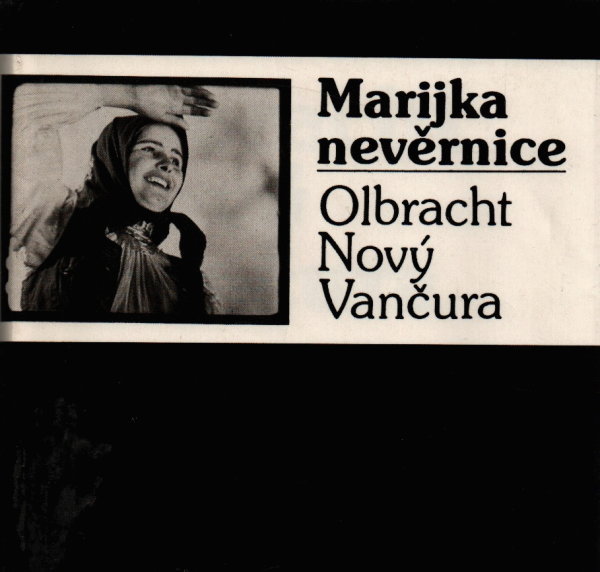 Marijka
nevěrnice
Olbracht
Nový
Vančura